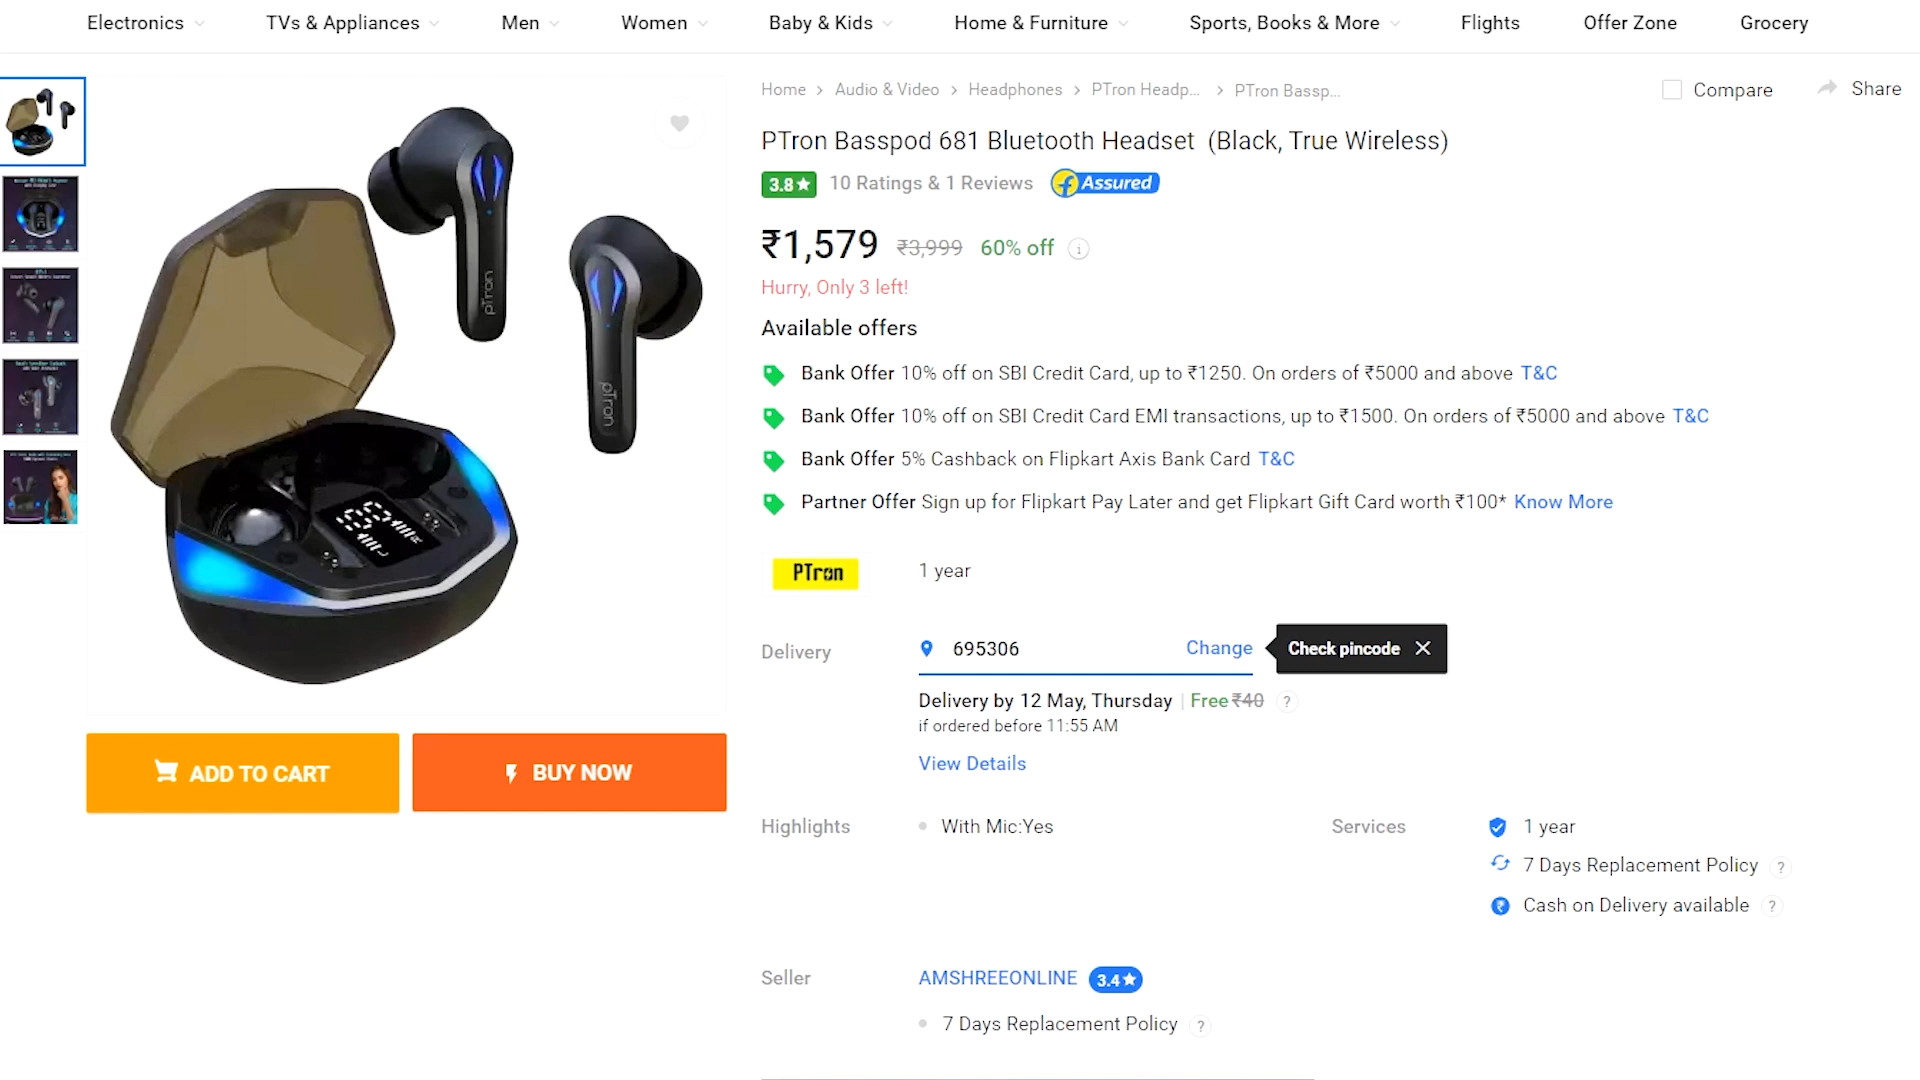 Electronics
TVs & Appliances
Men
Women
Baby & Kids
Home & Furniture
Sports, Books & More
Flights
Offer Zone
Grocery
Home > Audio & Video > Headphones > PTron Headp... > PTron Bassp...
Compare
Share
PTron Basspod 681 Bluetooth Headset (Black, True Wireless)
3.8★ 10 Ratings & 1 Reviews f Assured
₹1,579 ₹3,999 60% off i
Hurry, Only 3 left!
Available offers
Bank Offer 10% off on SBI Credit Card, up to ₹1250. On orders of ₹5000 and above T&C
Bank Offer 10% off on SBI Credit Card EMI transactions, up to ₹1500. On orders of ₹5000 and above T&C
Bank Offer 5% Cashback on Flipkart Axis Bank Card T&C
Partner Offer Sign up for Flipkart Pay Later and get Flipkart Gift Card worth ₹100* Know More
PTron
1 year
pTron
pTron
Delivery
695306
Change
Check pincode
Delivery by 12 May, Thursday | Free ₹40 ?
if ordered before 11:55 AM
View Details
ADD TO CART
BUY NOW
Highlights
With Mic:Yes
Services
1 year
7 Days Replacement Policy ?
Cash on Delivery available ?
Seller
AMSHREEONLINE 3.4★
7 Days Replacement Policy ?